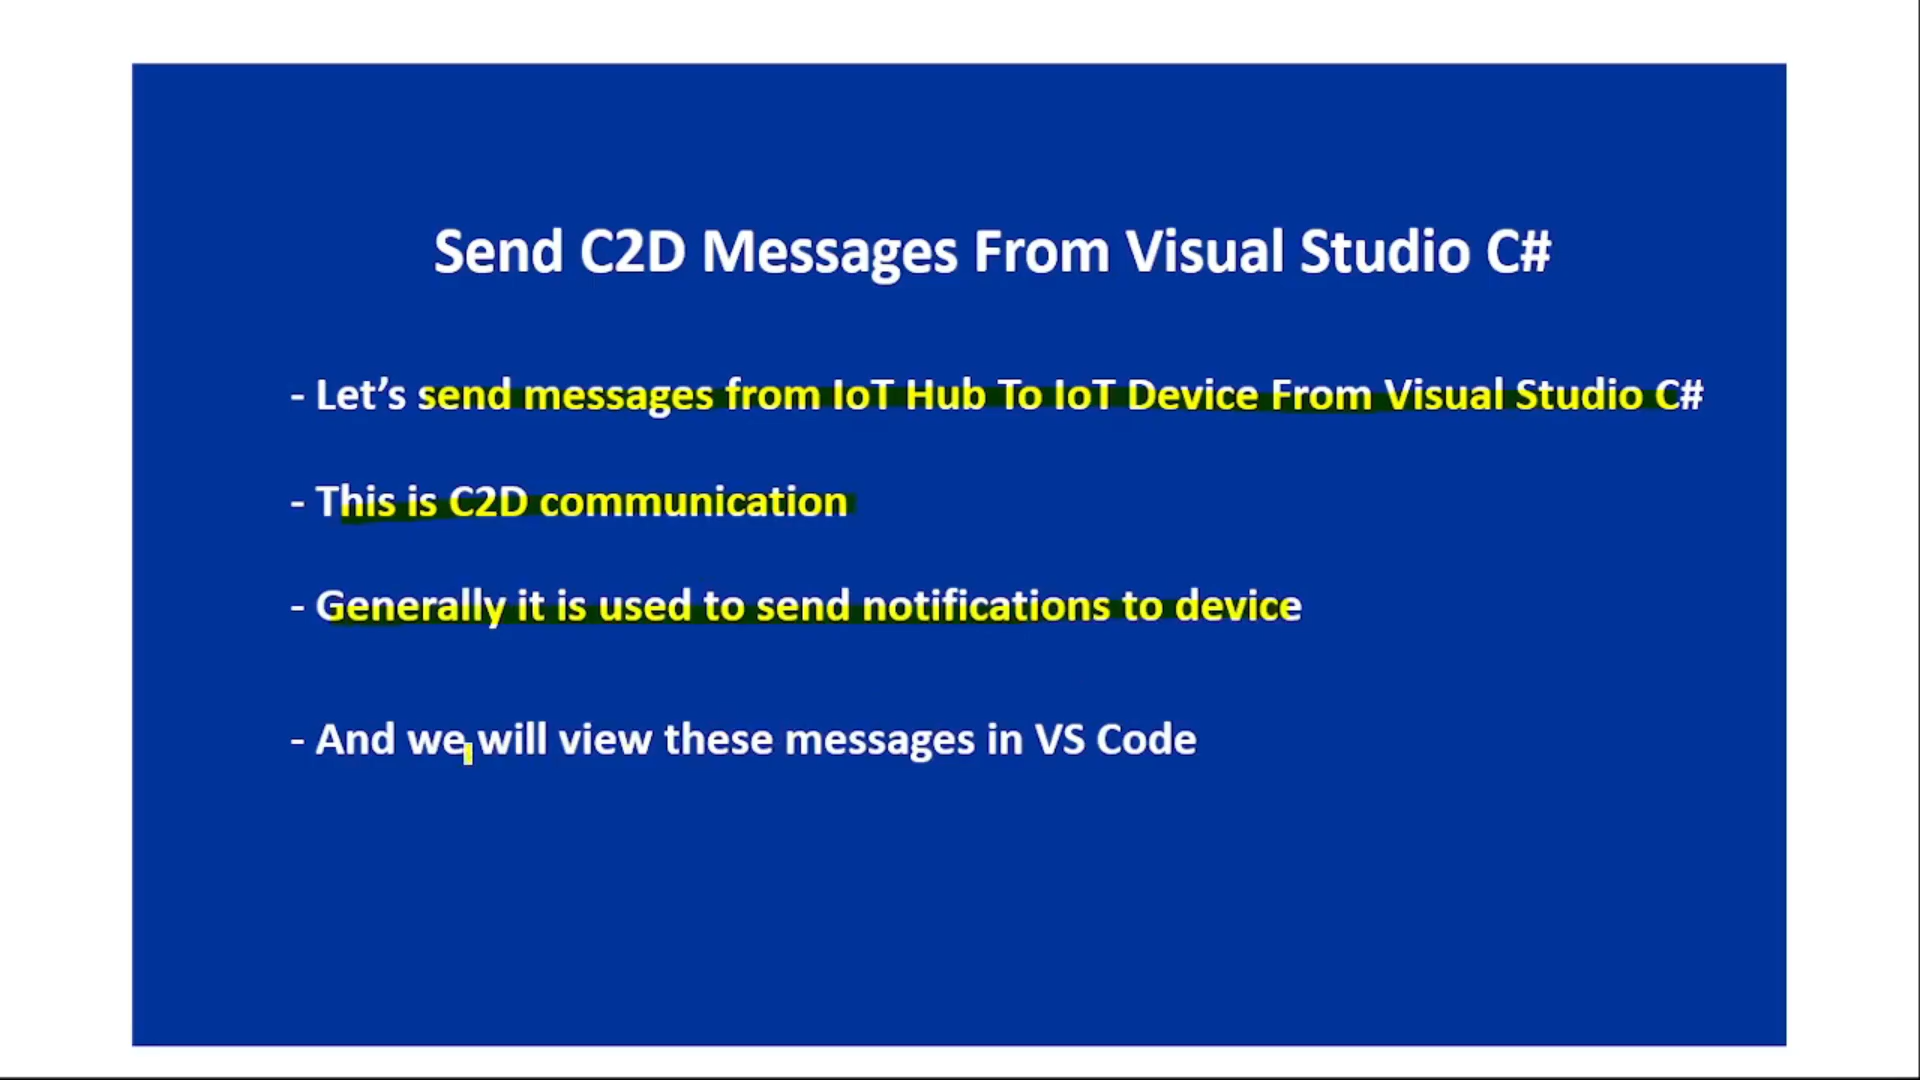 Send C2D Messages From Visual Studio C#
- Let’s send messages from IoT Hub To IoT Device From Visual Studio C#
- This is C2D communication
- Generally it is used to send notifications to device
- And we will view these messages in VS Code